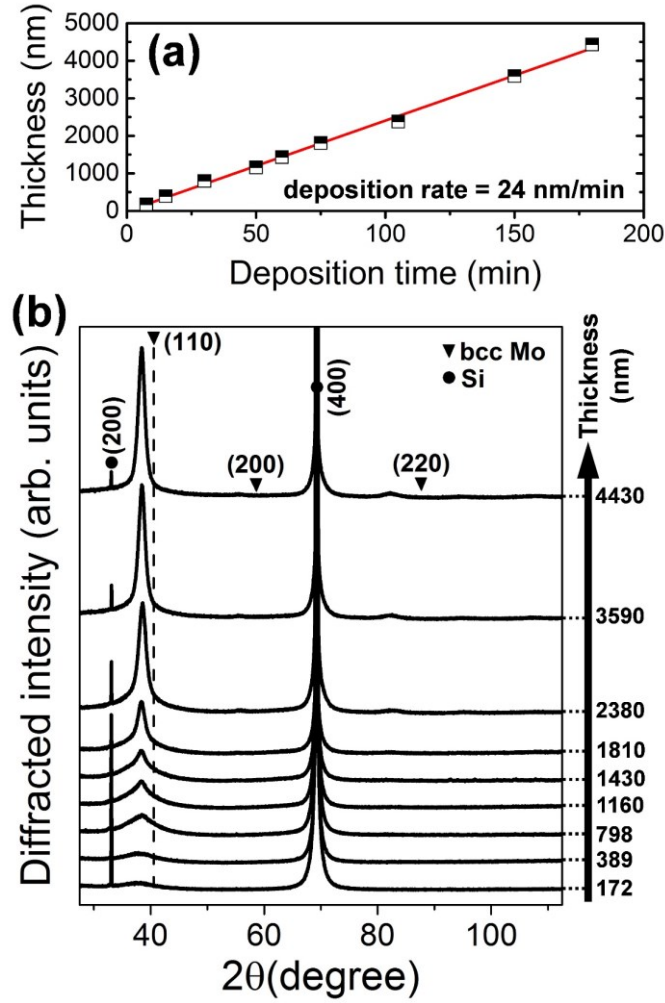 (a)
Thickness (nm)
5000
4000
3000
2000
1000
0
deposition rate = 24 nm/min
0 50 100 150 200
Deposition time (min)
(b)
Diffracted intensity (arb. units)
(110)
▼ bcc Mo
● Si
(200)
(400)
(200)
(220)
Thickness
(nm)
4430
3590
2380
1810
1430
1160
798
389
172
40 60 80 100
2θ(degree)